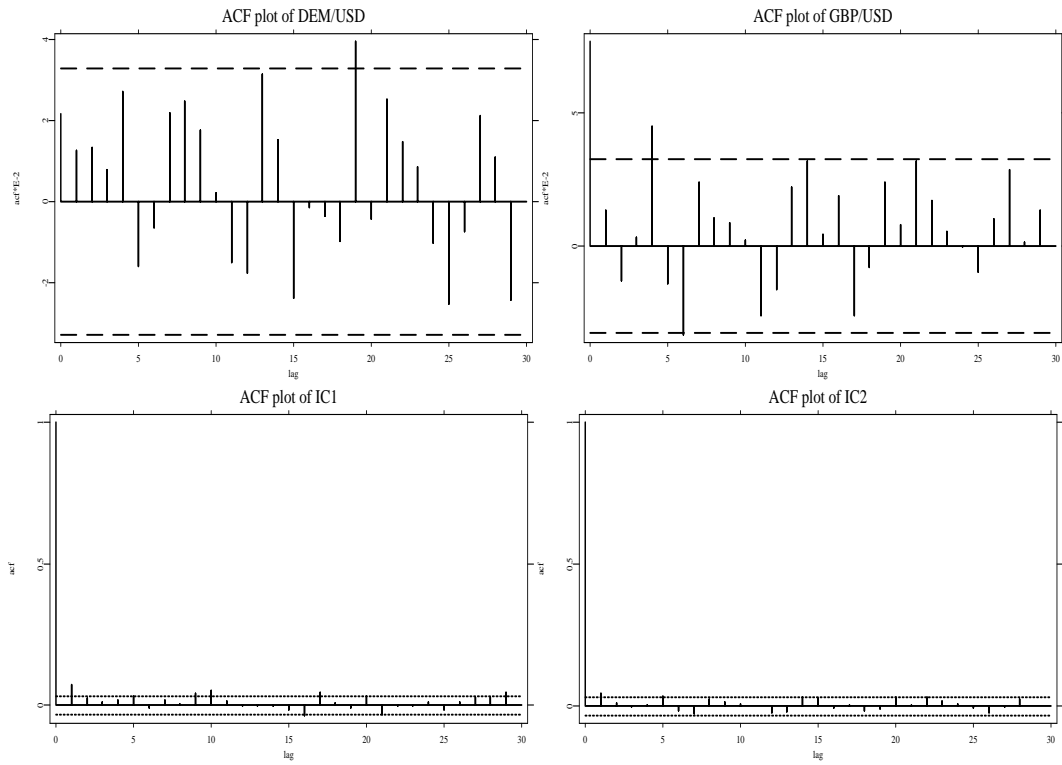 ACF plot of DEM/USD
4
2
0
-2
acf*E-2
0 5 10 15 20 25 30
lag
ACF plot of GBP/USD
5
0
acf*E-2
0 5 10 15 20 25 30
lag
ACF plot of IC1
1
0.5
0
acf
0 5 10 15 20 25 30
lag
ACF plot of IC2
1
0.5
0
acf
0 5 10 15 20 25 30
lag